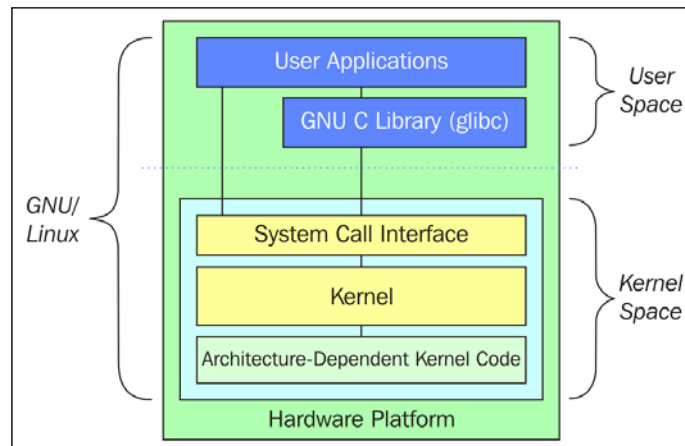 User Applications
GNU C Library (glibc)
User
Space
GNU/
Linux
System Call Interface
Kernel
Architecture-Dependent Kernel Code
Kernel
Space
Hardware Platform